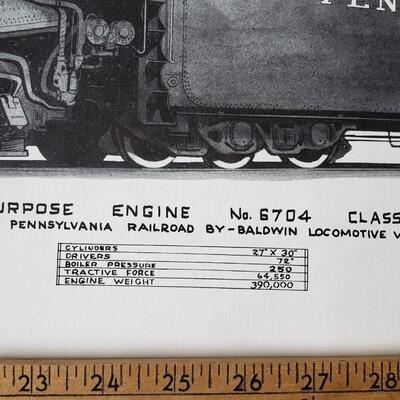 PEN
URPOSE ENGINE No. 6704 CLASS
PENNSYLVANIA RAILROAD BY-BALDWIN LOCOMOTIVE W
CYLINDERS 27" X 30"
DRIVERS 72"
BOILER PRESSURE 250
TRACTIVE FORCE 64,550
ENGINE WEIGHT 390,000
23 24 25 26 27 28